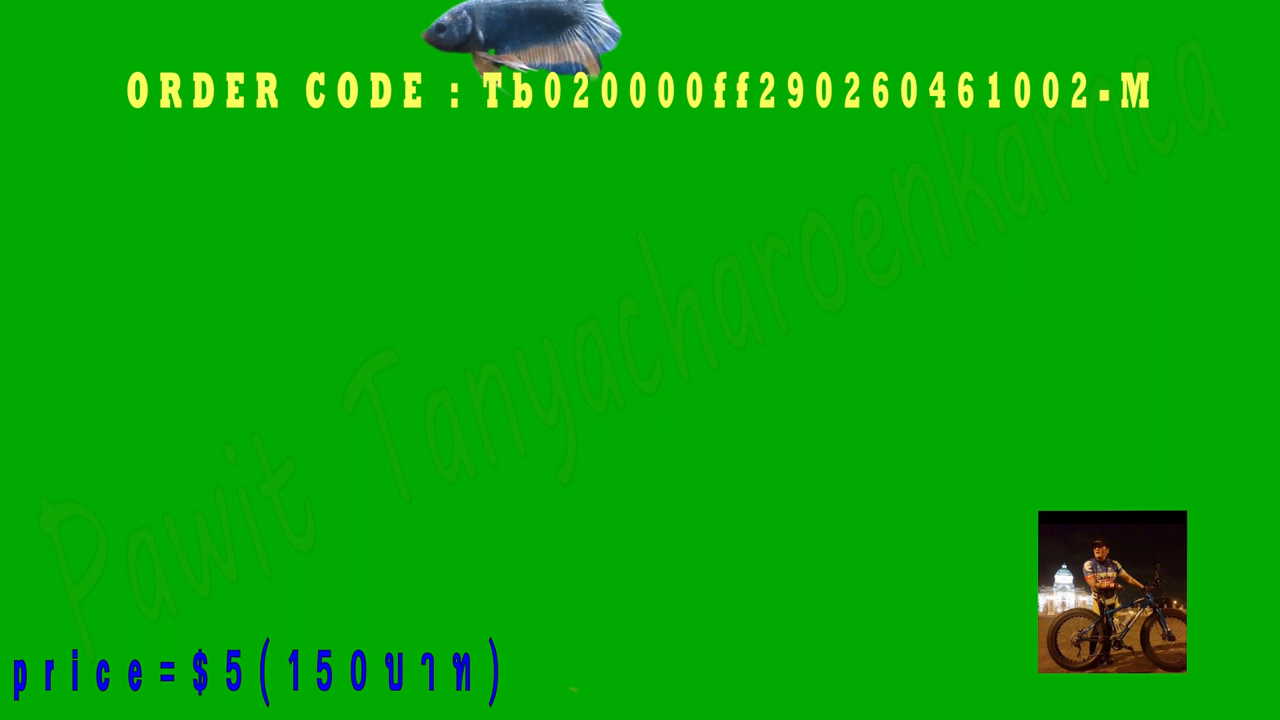 ORDER CODE : Tb020000ff290260461002-M
Pawit Tanyacharoenkarnca
price=$5(150บาท)